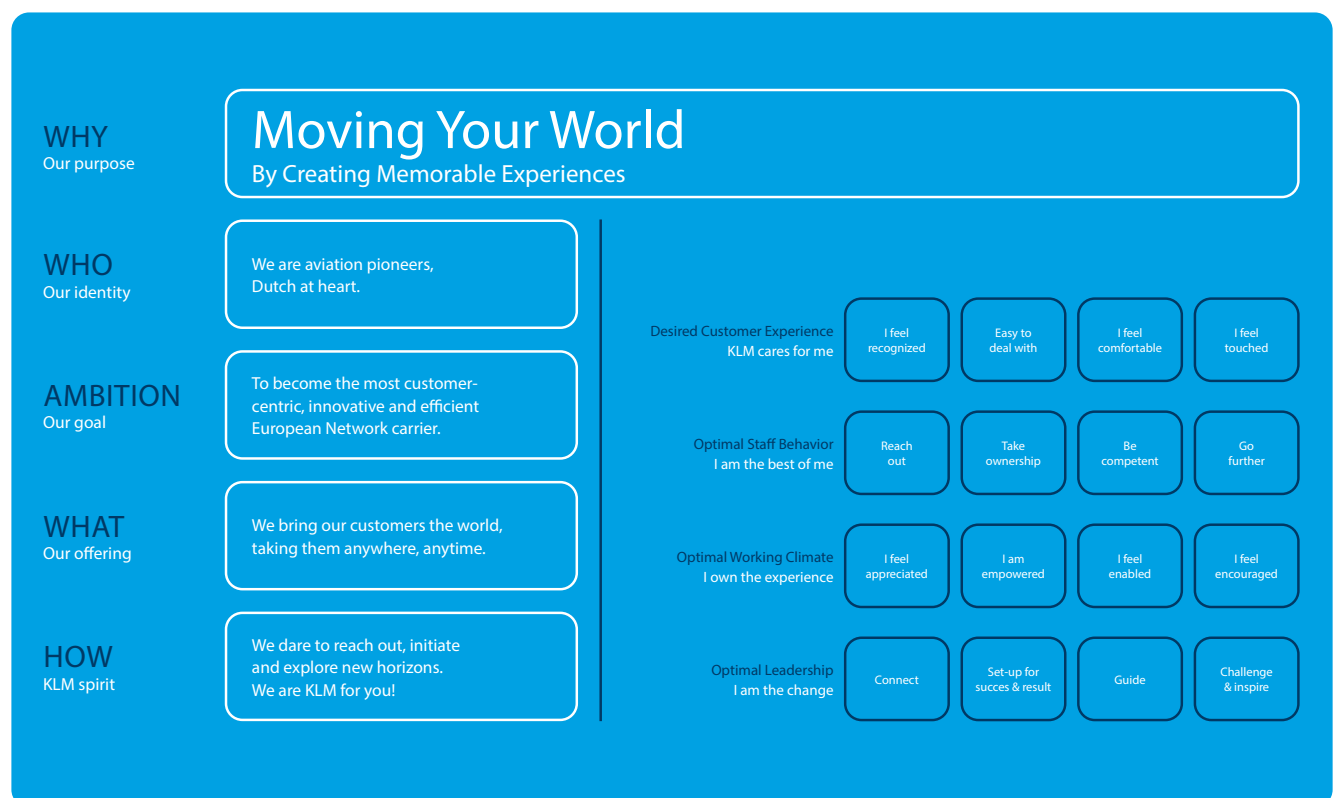 WHY
Our purpose
Moving Your World
By Creating Memorable Experiences
WHO
Our identity
We are aviation pioneers,
Dutch at heart.
AMBITION
Our goal
To become the most customer-
centric, innovative and efficient
European Network carrier.
WHAT
Our offering
We bring our customers the world,
taking them anywhere, anytime.
HOW
KLM spirit
We dare to reach out, initiate
and explore new horizons.
We are KLM for you!
Desired Customer Experience
KLM cares for me
I feel
recognized
Easy to
deal with
I feel
comfortable
I feel
touched
Optimal Staff Behavior
I am the best of me
Reach
out
Take
ownership
Be
competent
Go
further
Optimal Working Climate
I own the experience
I feel
appreciated
I am
empowered
I feel
enabled
I feel
encouraged
Optimal Leadership
I am the change
Connect
Set-up for
succes & result
Guide
Challenge
& inspire